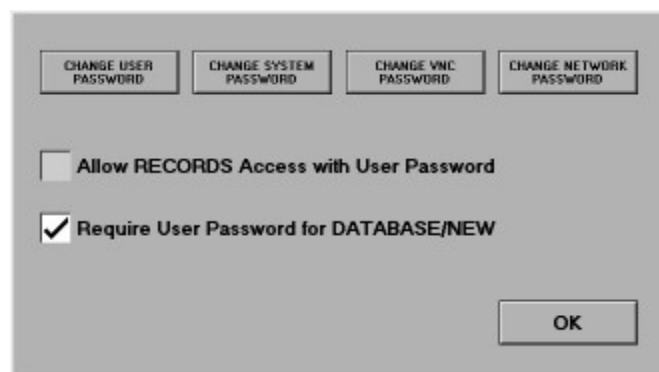 CHANGE USER
PASSWORD
CHANGE SYSTEM
PASSWORD
CHANGE VNC
PASSWORD
CHANGE NETWORK
PASSWORD
Allow RECORDS Access with User Password
Require User Password for DATABASE/NEW
OK